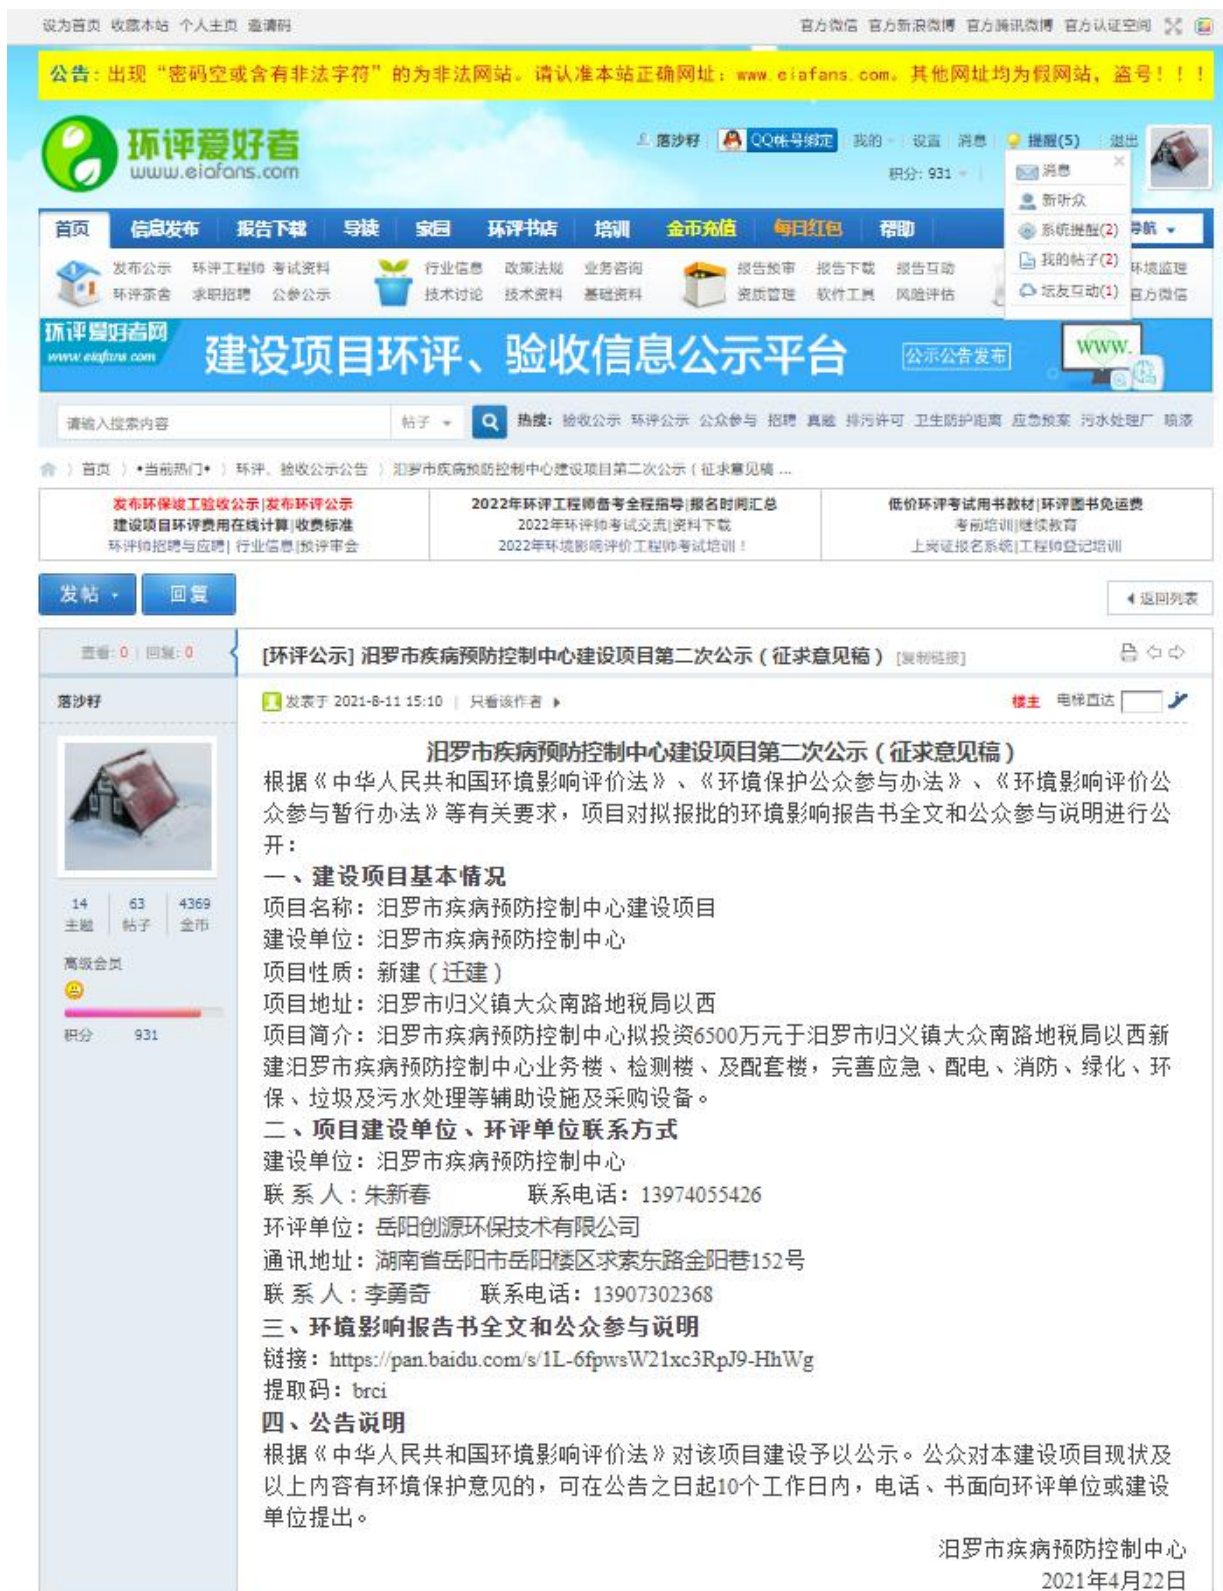 设为首页 收藏本站 个人主页 邀请码
官方微信 官方新浪微博 官方腾讯微博 官方认证空间
公告：出现“密码空或含有非法字符”的为非法网站。请认准本站正确网址：www.eiafans.com。其他网址均为假网站，盗号！！！
环评爱好者
www.eiafans.com
落沙籽 QQ帐号绑定 我的 设置 消息 提醒(5) 退出
积分: 931
消息
新听众
系统提醒(2)
我的帖子(2)
坛友互动(1)
首页 信息发布 报告下载 导读 家园 环评书店 培训 金币充值 每日红包 帮助 导航
发布公示 环评工程师 考试资料 行业信息 政策法规 业务咨询 报告预审 报告下载 报告互助 环境监理
环评茶舍 求职招聘 公参公示 技术讨论 技术资料 基础资料 资质管理 软件工具 风险评估 官方微信
环评爱好者网
www.eiafans.com
建设项目环评、验收信息公示平台
公示公告发布
WWW.
请输入搜索内容 帖子 热搜: 验收公示 环评公示 公众参与 招聘 真题 排污许可 卫生防护距离 应急预案 污水处理厂 喷漆
首页 〉•当前热门• 〉 环评、验收公示公告 〉 汨罗市疾病预防控制中心建设项目第二次公示（征求意见稿 ...
发布环保竣工验收公示|发布环评公示
建设项目环评费用在线计算|收费标准
环评师招聘与应聘| 行业信息|预评审会
2022年环评工程师备考全程指导|报名时间汇总
2022年环评师考试交流|资料下载
2022年环境影响评价工程师考试培训！
低价环评考试用书教材|环评图书免运费
考前培训|继续教育
上岗证报名系统|工程师登记培训
发帖 回复
返回列表
查看: 0 | 回复: 0
[环评公示] 汨罗市疾病预防控制中心建设项目第二次公示（征求意见稿） [复制链接]
落沙籽
发表于 2021-8-11 15:10 | 只看该作者
楼主 电梯直达
14 63 4369
主题 帖子 金币
高级会员
积分 931
汨罗市疾病预防控制中心建设项目第二次公示（征求意见稿）
根据《中华人民共和国环境影响评价法》、《环境保护公众参与办法》、《环境影响评价公
众参与暂行办法》等有关要求，项目对拟报批的环境影响报告书全文和公众参与说明进行公
开：
一、建设项目基本情况
项目名称：汨罗市疾病预防控制中心建设项目
建设单位：汨罗市疾病预防控制中心
项目性质：新建（迁建）
项目地址：汨罗市归义镇大众南路地税局以西
项目简介：汨罗市疾病预防控制中心拟投资6500万元于汨罗市归义镇大众南路地税局以西新
建汨罗市疾病预防控制中心业务楼、检测楼、及配套楼，完善应急、配电、消防、绿化、环
保、垃圾及污水处理等辅助设施及采购设备。
二、项目建设单位、环评单位联系方式
建设单位：汨罗市疾病预防控制中心
联 系 人：朱新春 联系电话：13974055426
环评单位：岳阳创源环保技术有限公司
通讯地址：湖南省岳阳市岳阳楼区求索东路金阳巷152号
联 系 人：李勇奇 联系电话：13907302368
三、环境影响报告书全文和公众参与说明
链接：https://pan.baidu.com/s/1L-6fpwsW21xc3RpJ9-HhWg
提取码：brci
四、公告说明
根据《中华人民共和国环境影响评价法》对该项目建设予以公示。公众对本建设项目现状及
以上内容有环境保护意见的，可在公告之日起10个工作日内，电话、书面向环评单位或建设
单位提出。
汨罗市疾病预防控制中心
2021年4月22日